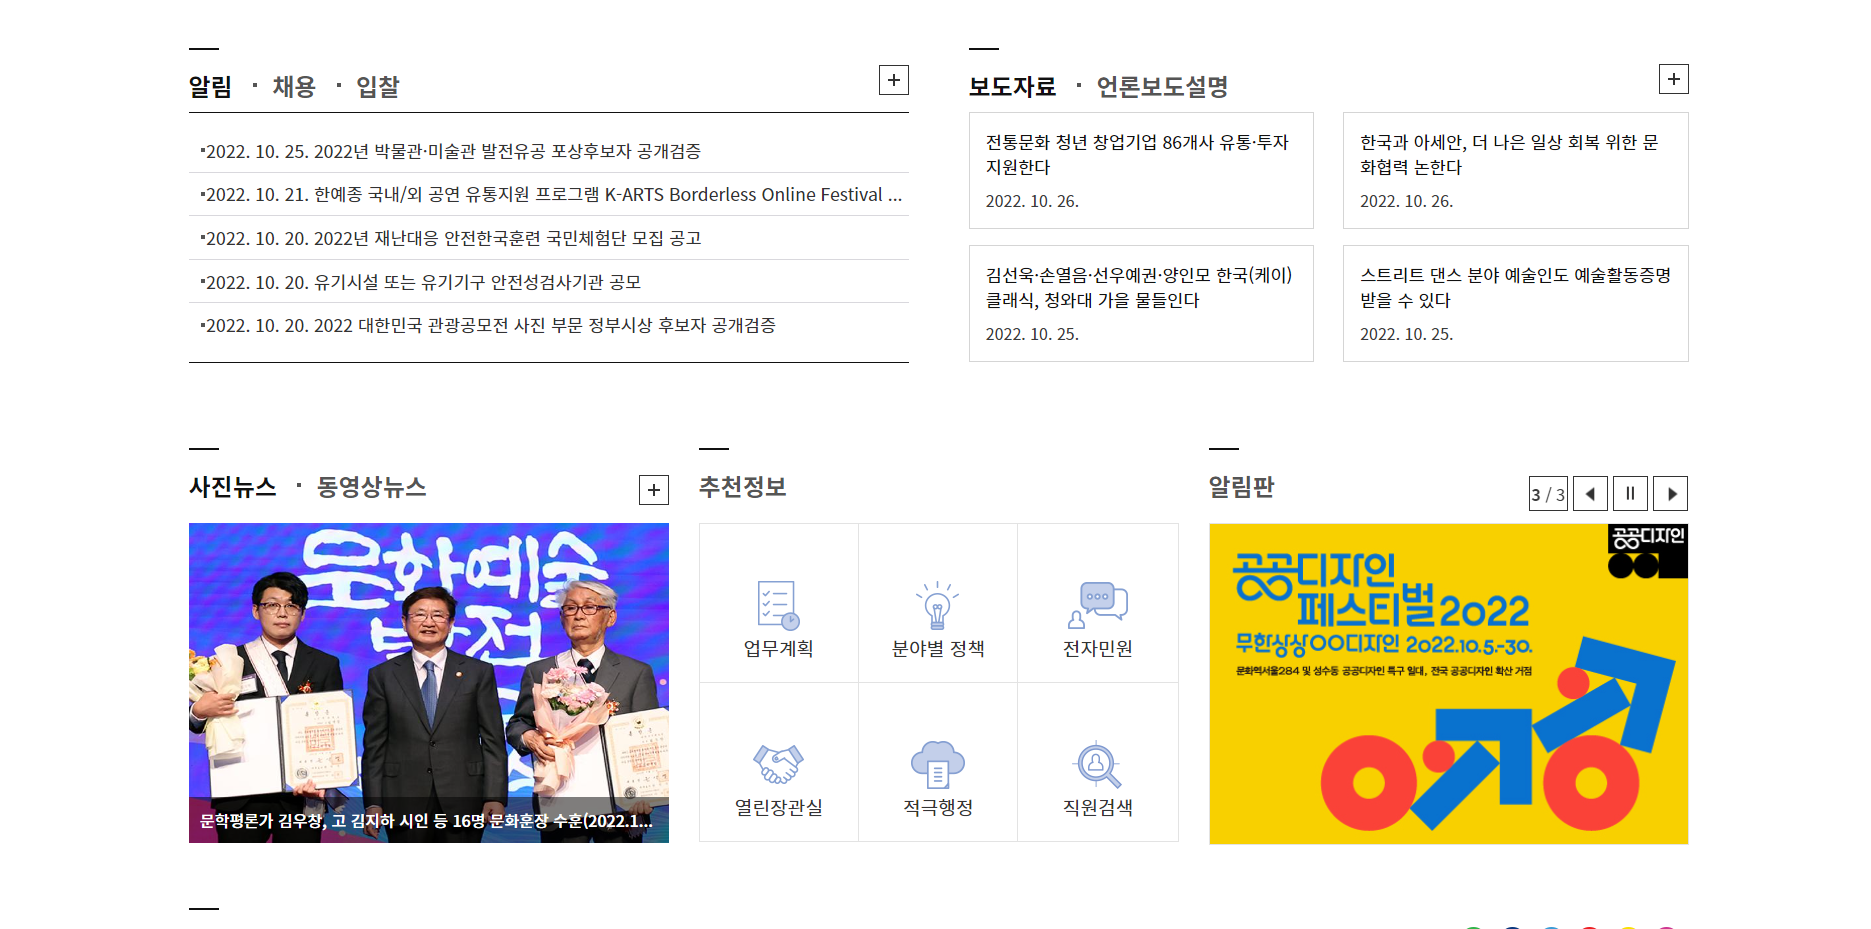 알림 · 채용 · 입찰
2022. 10. 25. 2022년 박물관·미술관 발전유공 포상후보자 공개검증
2022. 10. 21. 한예종 국내/외 공연 유통지원 프로그램 K-ARTS Borderless Online Festival ...
2022. 10. 20. 2022년 재난대응 안전한국훈련 국민체험단 모집 공고
2022. 10. 20. 유기시설 또는 유기기구 안전성검사기관 공모
2022. 10. 20. 2022 대한민국 관광공모전 사진 부문 정부시상 후보자 공개검증
보도자료 · 언론보도설명
전통문화 청년 창업기업 86개사 유통·투자
지원한다
2022. 10. 26.
한국과 아세안, 더 나은 일상 회복 위한 문
화협력 논한다
2022. 10. 26.
김선욱·손열음·선우예권·양인모 한국(케이)
클래식, 청와대 가을 물들인다
2022. 10. 25.
스트리트 댄스 분야 예술인도 예술활동증명
받을 수 있다
2022. 10. 25.
사진뉴스 · 동영상뉴스
문화예술
발전
문학평론가 김우창, 고 김지하 시인 등 16명 문화훈장 수훈(2022.1...
추천정보
업무계획
분야별 정책
전자민원
열린장관실
적극행정
직원검색
알림판
3 / 3
공공디자인
공공디자인
페스티벌 2022
무한상상OO디자인 2022.10.5.-30.
문화역서울284 및 성수동 공공디자인 특구 일대, 전국 공공디자인 확산 거점